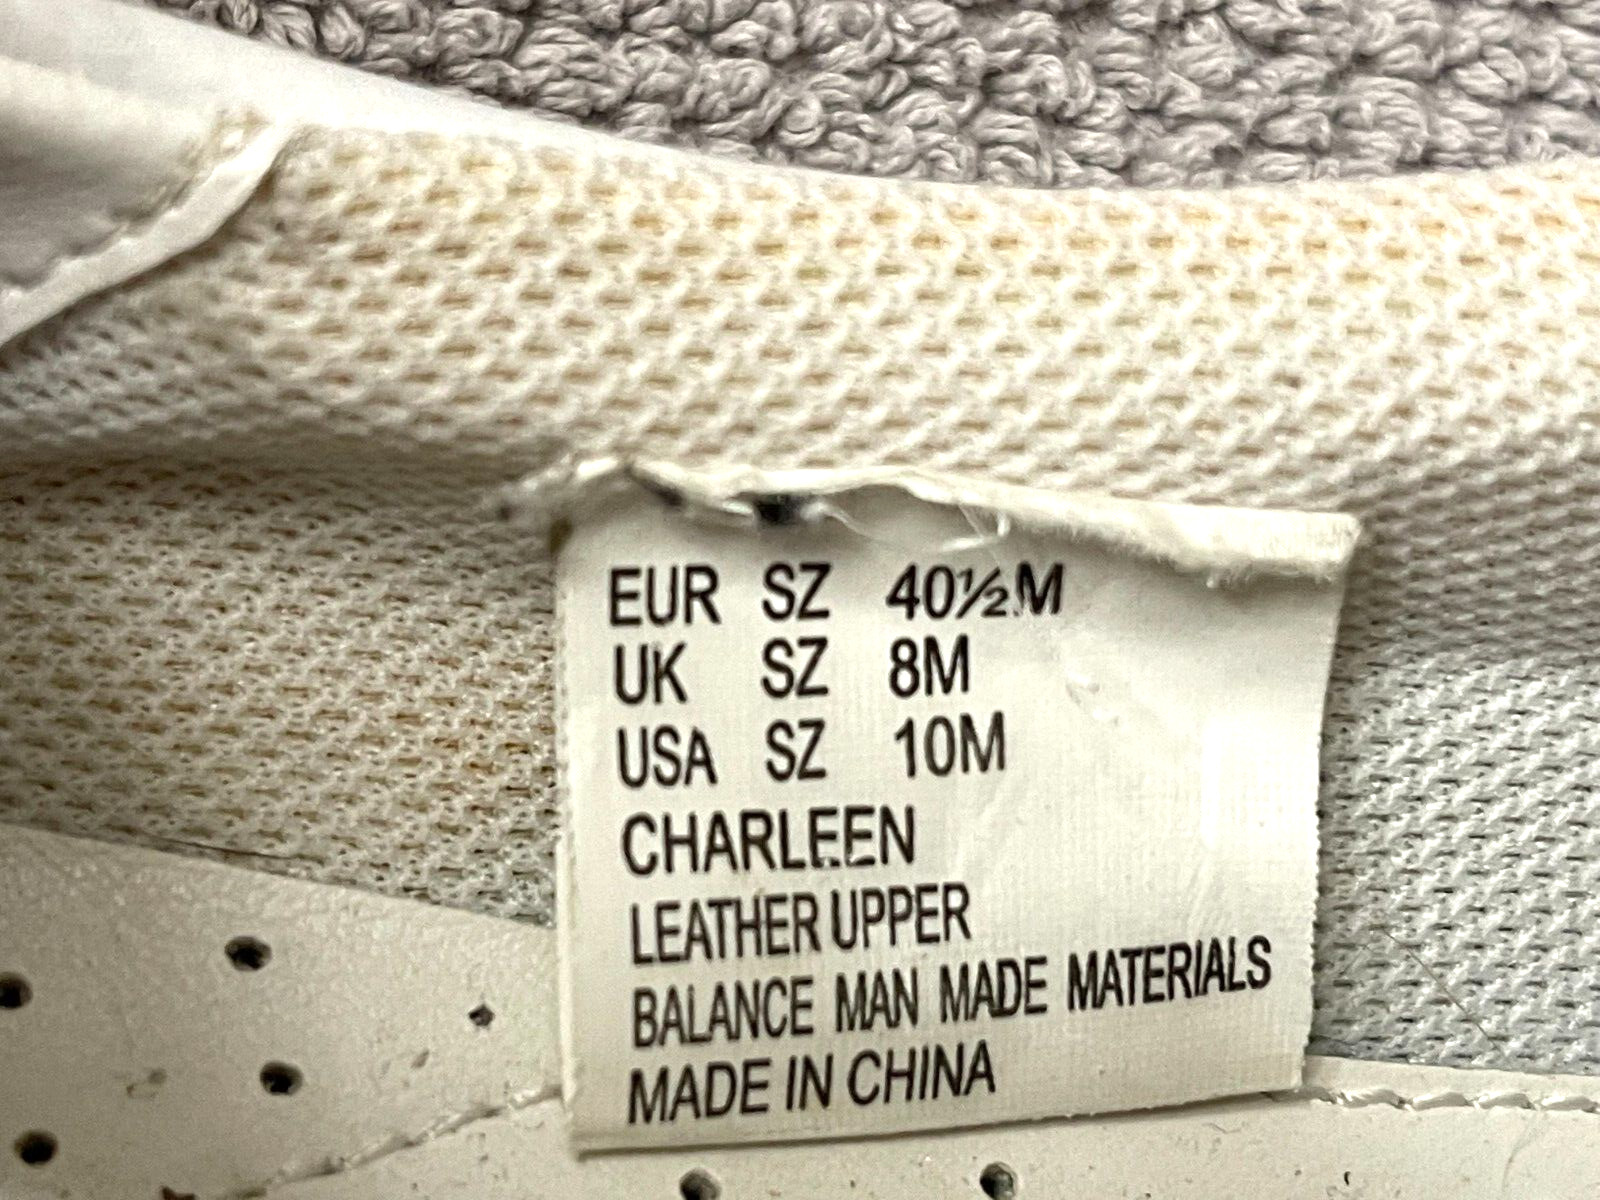 EUR SZ 40½M
UK SZ 8M
USA SZ 10M
CHARLEEN
LEATHER UPPER
BALANCE MAN MADE MATERIALS
MADE IN CHINA